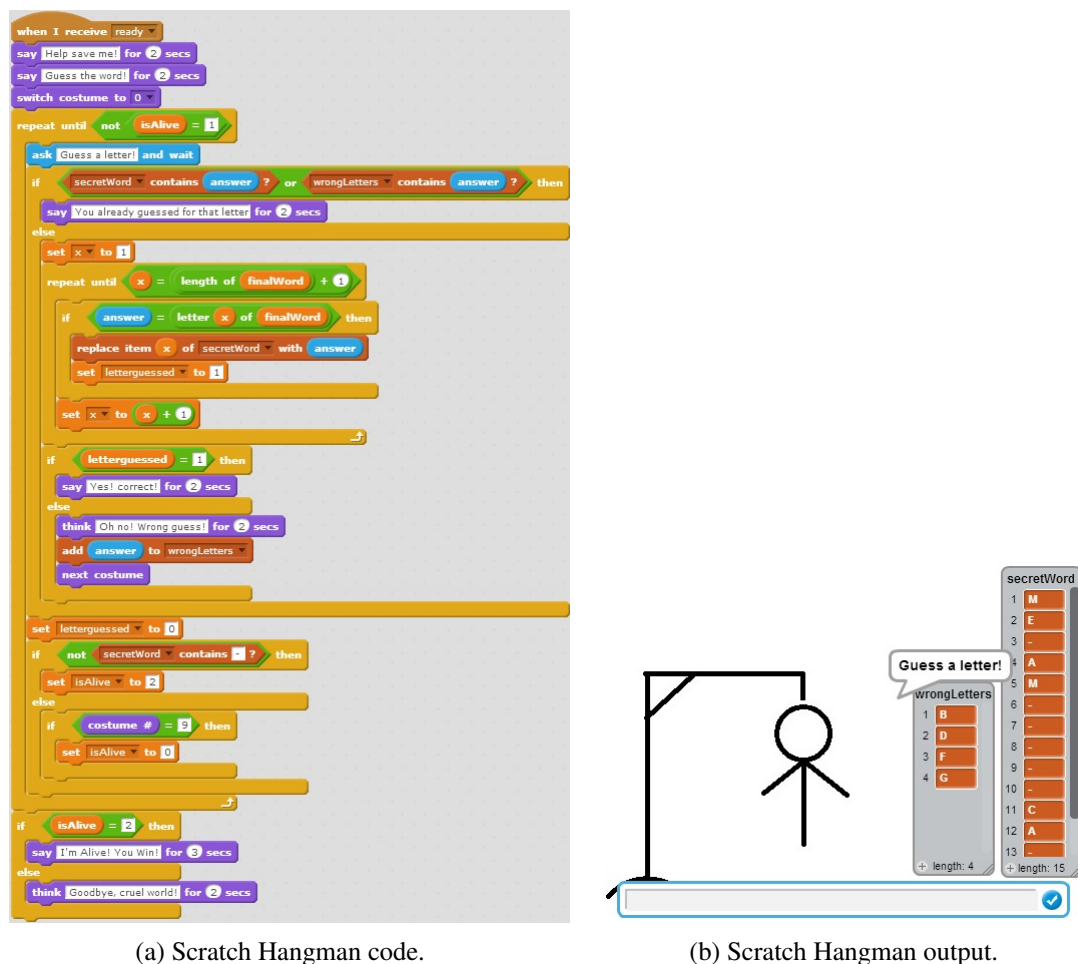 when I receive ready
say Help save me! for 2 secs
say Guess the word! for 2 secs
switch costume to 0
repeat until not isAlive = 1
ask Guess a letter! and wait
if secretWord contains answer ? or wrongLetters contains answer ? then
say You already guessed for that letter for 2 secs
else
set x to 1
repeat until x = length of finalWord + 1
if answer = letter x of finalWord then
replace item x of secretWord with answer
set letterguessed to 1
set x to x + 1
if letterguessed = 1 then
say Yes! correct! for 2 secs
else
think Oh no! Wrong guess! for 2 secs
add answer to wrongLetters
next costume
set letterguessed to 0
if not secretWord contains - ? then
set isAlive to 2
else
if costume # = 9 then
set isAlive to 0
if isAlive = 2 then
say I'm Alive! You Win! for 3 secs
else
think Goodbye, cruel world! for 2 secs
(a) Scratch Hangman code.
Guess a letter!
wrongLetters
1 B
2 D
3 F
4 G
+ length: 4
secretWord
1 M
2 E
3 -
4 A
5 M
6 -
7 -
8 -
9 -
10 -
11 C
12 A
13 -
+ length: 15
(b) Scratch Hangman output.